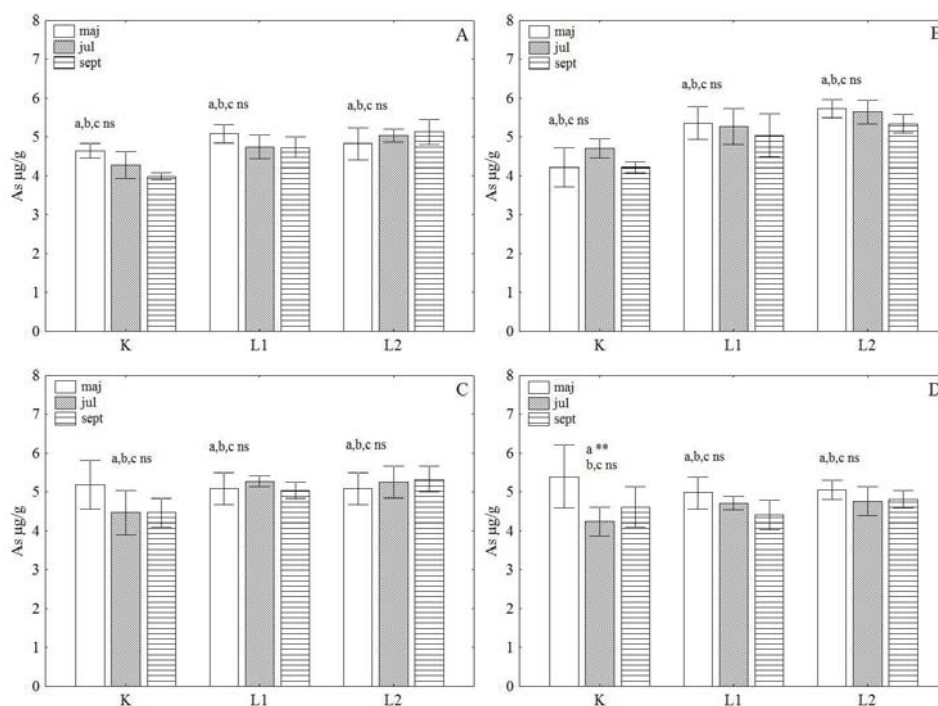 A
maj
jul
sept
a,b,c ns
a,b,c ns
a,b,c ns
As µg/g
8
7
6
5
4
3
2
1
0
K L1 L2
B
maj
jul
sept
a,b,c ns
a,b,c ns
a,b,c ns
As µg/g
8
7
6
5
4
3
2
1
0
K L1 L2
C
maj
jul
sept
a,b,c ns
a,b,c ns
a,b,c ns
As µg/g
8
7
6
5
4
3
2
1
0
K L1 L2
D
maj
jul
sept
a **
b,c ns
a,b,c ns
a,b,c ns
As µg/g
8
7
6
5
4
3
2
1
0
K L1 L2